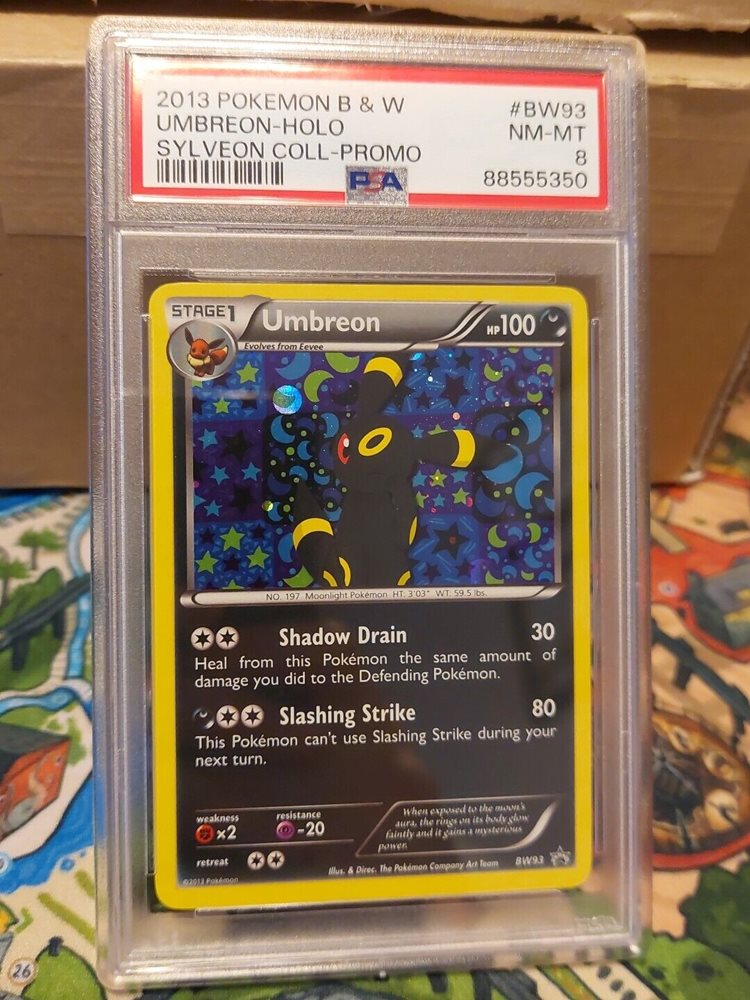 2013 POKEMON B & W #BW93
UMBREON-HOLO NM-MT
SYLVEON COLL-PROMO 8
PSA 88555350
STAGE1 Umbreon HP100
Evolves from Eevee
NO. 197 Moonlight Pokémon HT: 3'03" WT: 59.5 lbs.
Shadow Drain 30
Heal from this Pokémon the same amount of
damage you did to the Defending Pokémon.
Slashing Strike 80
This Pokémon can't use Slashing Strike during your
next turn.
weakness resistance
×2 -20
retreat
When exposed to the moon's
aura, the rings on its body glow
faintly and it gains a mysterious
power.
Illus. & Direc. The Pokémon Company Art Team BW93
©2013 Pokémon
26